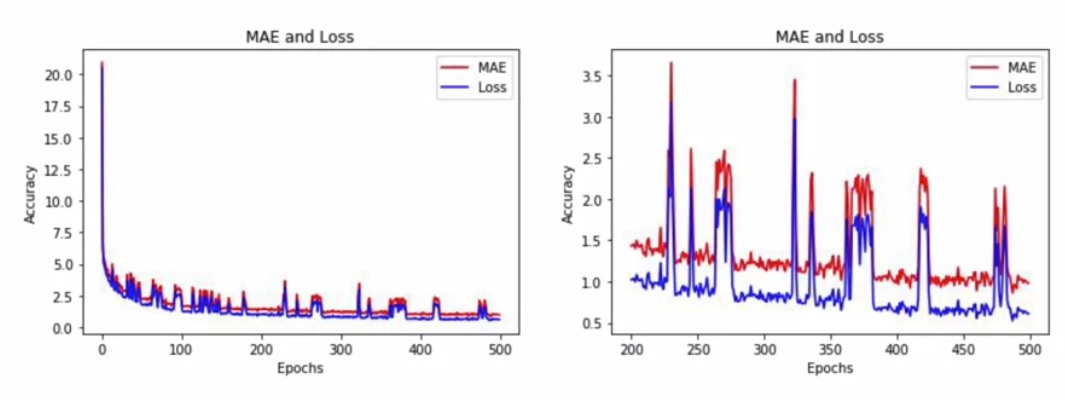 MAE and Loss
20.0
17.5
15.0
12.5
10.0
7.5
5.0
2.5
0.0
Accuracy
MAE
Loss
0 100 200 300 400 500
Epochs
MAE and Loss
3.5
3.0
2.5
2.0
1.5
1.0
0.5
Accuracy
MAE
Loss
200 250 300 350 400 450 500
Epochs